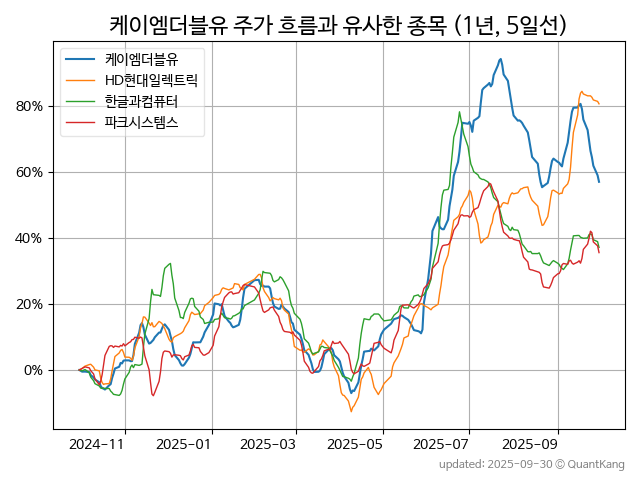 케이엠더블유 주가 흐름과 유사한 종목 (1년, 5일선)
케이엠더블유
HD현대일렉트릭
한글과컴퓨터
파크시스템스
80%
60%
40%
20%
0%
2024-11 2025-01 2025-03 2025-05 2025-07 2025-09
updated: 2025-09-30 © QuantKang